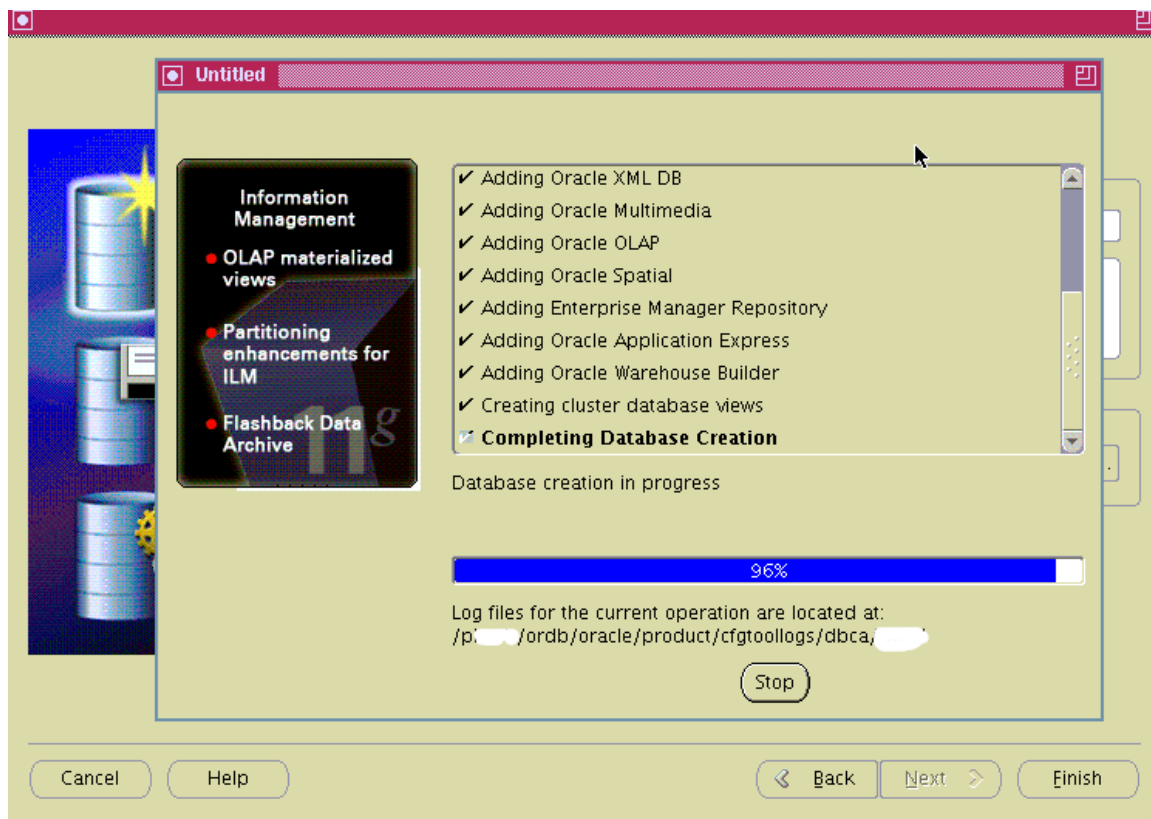 Untitled
Information
Management
OLAP materialized
views
Partitioning
enhancements for
ILM
Flashback Data
Archive
11g
Adding Oracle XML DB
Adding Oracle Multimedia
Adding Oracle OLAP
Adding Oracle Spatial
Adding Enterprise Manager Repository
Adding Oracle Application Express
Adding Oracle Warehouse Builder
Creating cluster database views
Completing Database Creation
Database creation in progress
96%
Log files for the current operation are located at:
/p /ordb/oracle/product/cfgtoollogs/dbca/
Stop
Cancel
Help
Back
Next
Finish